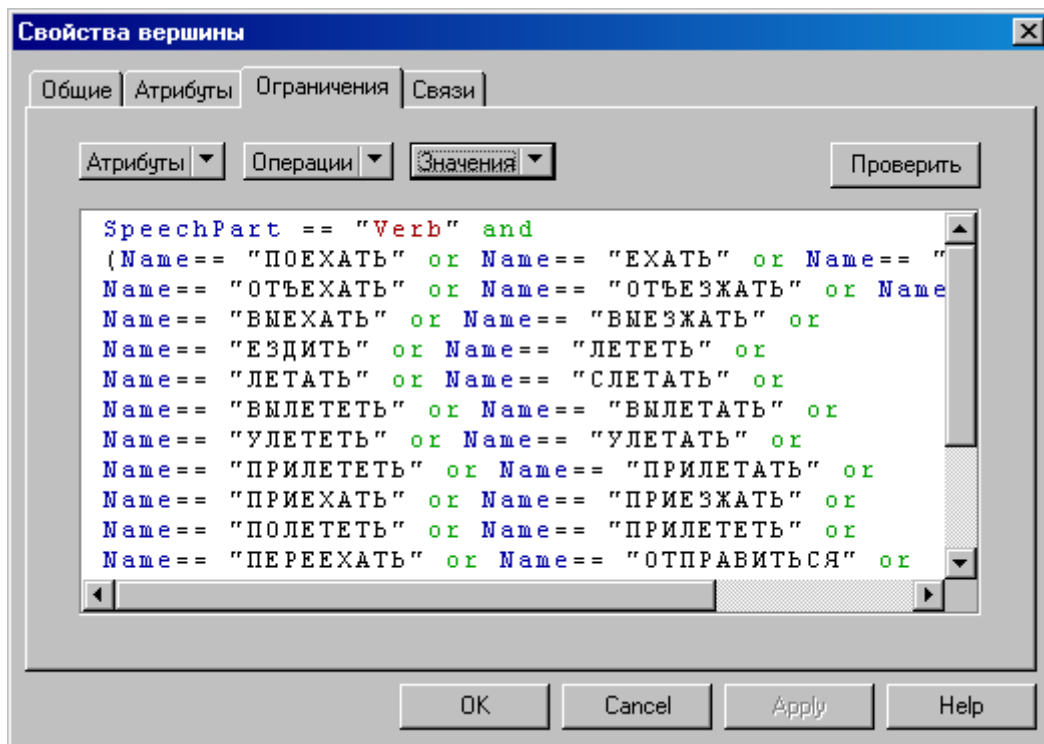 Свойства вершины
Общие Атрибуты Ограничения Связи
Атрибуты Операции Значения Проверить
SpeechPart == "Verb" and
(Name== "ПОЕХАТЬ" or Name== "ЕХАТЬ" or Name== "
Name== "ОТЪЕХАТЬ" or Name== "ОТЪЕЗЖАТЬ" or Name
Name== "ВЫЕХАТЬ" or Name== "ВЫЕЗЖАТЬ" or
Name== "ЕЗДИТЬ" or Name== "ЛЕТЕТЬ" or
Name== "ЛЕТАТЬ" or Name== "СЛЕТАТЬ" or
Name== "ВЫЛЕТЕТЬ" or Name== "ВЫЛЕТАТЬ" or
Name== "УЛЕТЕТЬ" or Name== "УЛЕТАТЬ" or
Name== "ПРИЛЕТЕТЬ" or Name== "ПРИЛЕТАТЬ" or
Name== "ПРИЕХАТЬ" or Name== "ПРИЕЗЖАТЬ" or
Name== "ПОЛЕТЕТЬ" or Name== "ПРИЛЕТЕТЬ" or
Name== "ПЕРЕЕХАТЬ" or Name== "ОТПРАВИТЬСЯ" or
OK Cancel Apply Help